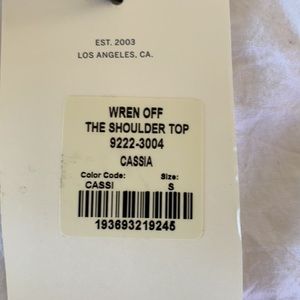 EST. 2003
LOS ANGELES, CA.
WREN OFF
THE SHOULDER TOP
9222-3004
CASSIA
Color Code: Size:
CASSI S
193693219245